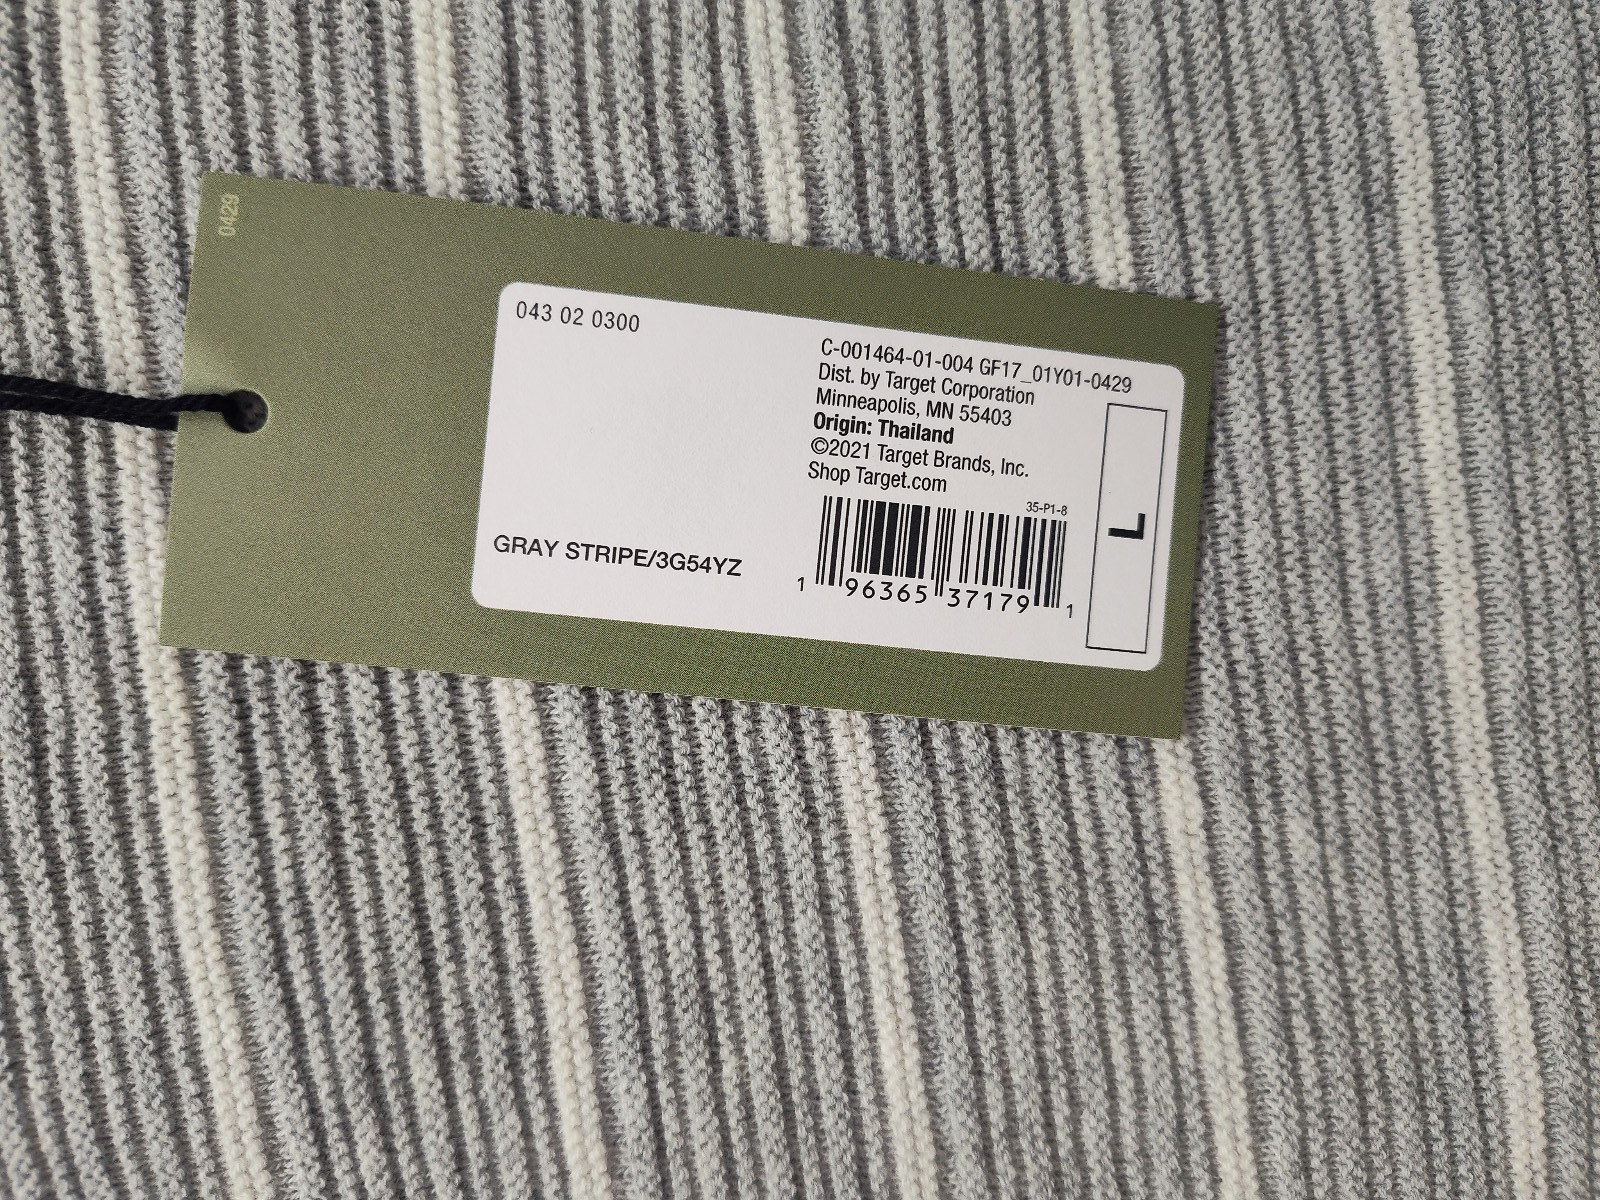 0429
043 02 0300
C-001464-01-004 GF17_01Y01-0429
Dist. by Target Corporation
Minneapolis, MN 55403
Origin: Thailand
©2021 Target Brands, Inc.
Shop Target.com
35-P1-8
GRAY STRIPE/3G54YZ
1 96365 37179 1
L